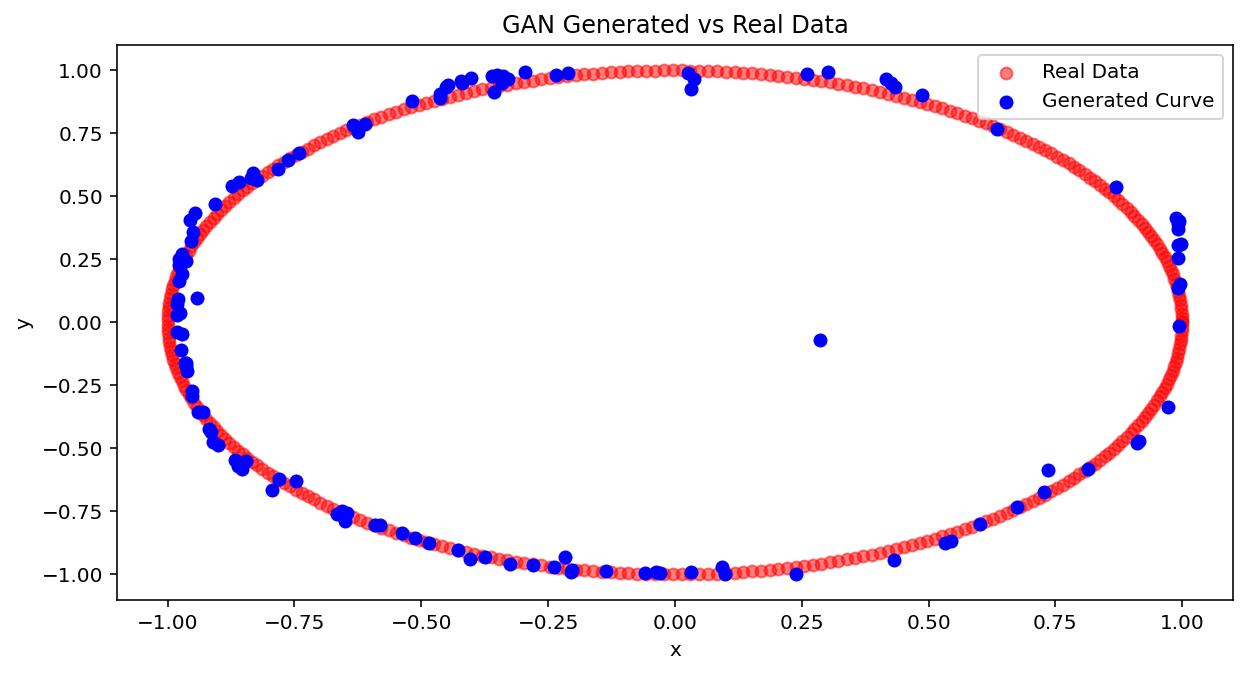 GAN Generated vs Real Data
Real Data
Generated Curve
1.00
0.75
0.50
0.25
0.00
−0.25
−0.50
−0.75
−1.00
y
−1.00 −0.75 −0.50 −0.25 0.00 0.25 0.50 0.75 1.00
x